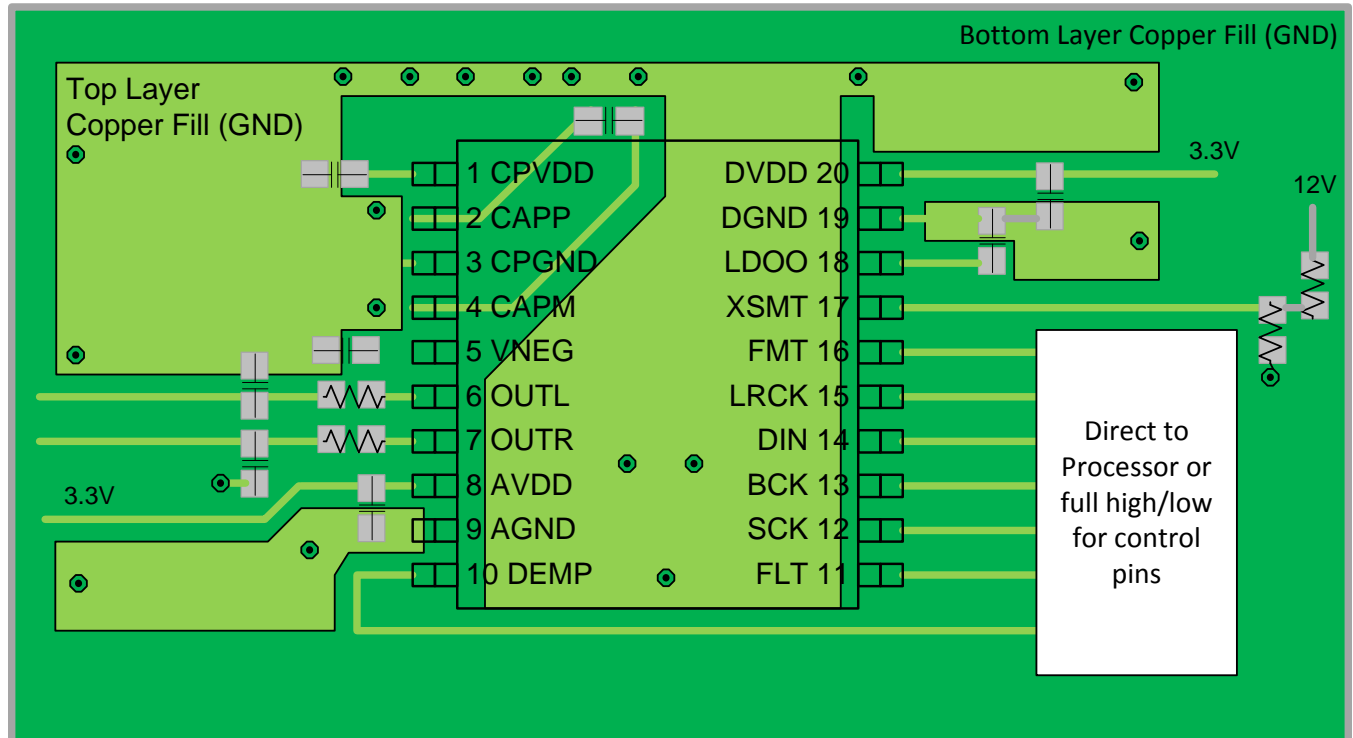 Bottom Layer Copper Fill (GND)
Top Layer
Copper Fill (GND)
3.3V
12V
1 CPVDD
2 CAPP
3 CPGND
4 CAPM
5 VNEG
6 OUTL
7 OUTR
8 AVDD
9 AGND
10 DEMP
DVDD 20
DGND 19
LDOO 18
XSMT 17
FMT 16
LRCK 15
DIN 14
BCK 13
SCK 12
FLT 11
3.3V
Direct to
Processor or
full high/low
for control
pins